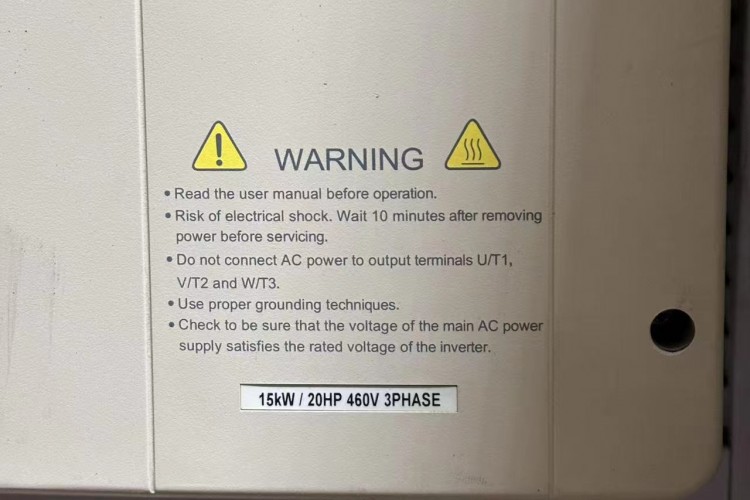 WARNING
• Read the user manual before operation.
• Risk of electrical shock. Wait 10 minutes after removing
power before servicing.
• Do not connect AC power to output terminals U/T1,
V/T2 and W/T3.
• Use proper grounding techniques.
• Check to be sure that the voltage of the main AC power
supply satisfies the rated voltage of the inverter.
15kW / 20HP 460V 3PHASE